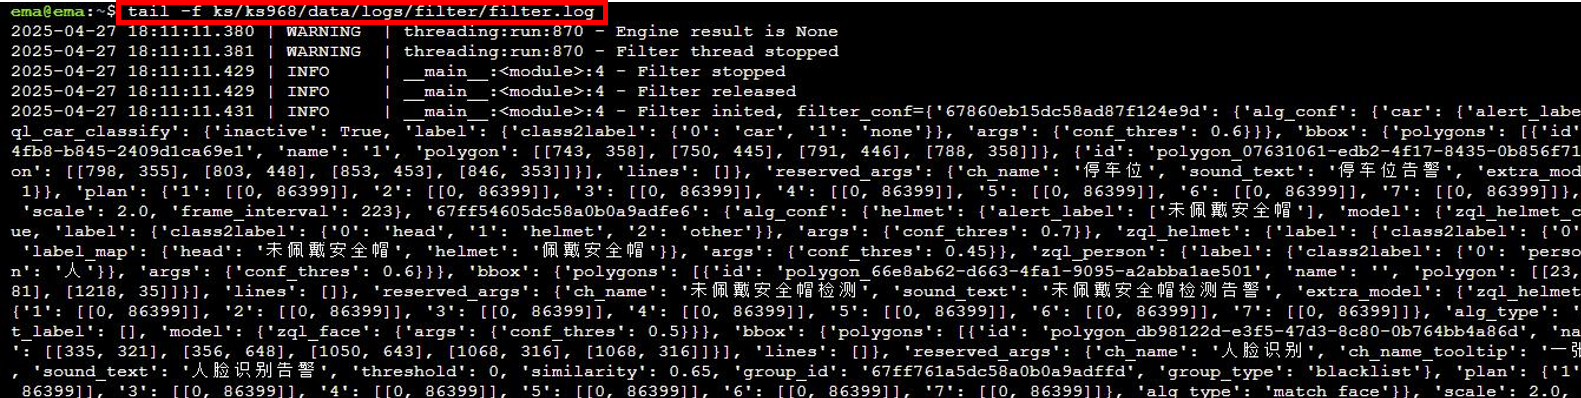 ema@ema:~$ tail -f ks/ks968/data/logs/filter/filter.log
2025-04-27 18:11:11.380 | WARNING  | threading:run:870 - Engine result is None
2025-04-27 18:11:11.381 | WARNING  | threading:run:870 - Filter thread stopped
2025-04-27 18:11:11.429 | INFO     | __main__:<module>:4 - Filter stopped
2025-04-27 18:11:11.429 | INFO     | __main__:<module>:4 - Filter released
2025-04-27 18:11:11.431 | INFO     | __main__:<module>:4 - Filter inited, filter_conf={'67860eb15dc58ad87f124e9d': {'alg_conf': {'car': {'alert_labe
ql_car_classify': {'inactive': True, 'label': {'class2label': {'0': 'car', '1': 'none'}}, 'args': {'conf_thres': 0.6}}}, 'bbox': {'polygons': [{'id'
4fb8-b845-2409d1ca69e1', 'name': '1', 'polygon': [[743, 358], [750, 445], [791, 446], [788, 358]]}, {'id': 'polygon_07631061-edb2-4f17-8435-0b856f71
on': [[798, 355], [803, 448], [853, 453], [846, 353]]}], 'lines': []}, 'reserved_args': {'ch_name': '停车位', 'sound_text': '停车位告警', 'extra_mod
1}}, 'plan': {'1': [[0, 86399]], '2': [[0, 86399]], '3': [[0, 86399]], '4': [[0, 86399]], '5': [[0, 86399]], '6': [[0, 86399]], '7': [[0, 86399]]},
'scale': 2.0, 'frame_interval': 223}, '67ff54605dc58a0b0a9adfe6': {'alg_conf': {'helmet': {'alert_label': ['未佩戴安全帽'], 'model': {'zql_helmet_c
ue, 'label': {'class2label': {'0': 'head', '1': 'helmet', '2': 'other'}}, 'args': {'conf_thres': 0.7}}, 'zql_helmet': {'label': {'class2label': {'0'
'label_map': {'head': '未佩戴安全帽', 'helmet': '佩戴安全帽'}}, 'args': {'conf_thres': 0.45}}, 'zql_person': {'label': {'class2label': {'0': 'perso
n': '人'}}, 'args': {'conf_thres': 0.6}}}, 'bbox': {'polygons': [{'id': 'polygon_66e8ab62-d663-4fa1-9095-a2abba1ae501', 'name': '', 'polygon': [[23,
81], [1218, 35]]}], 'lines': []}, 'reserved_args': {'ch_name': '未佩戴安全帽检测', 'sound_text': '未佩戴安全帽检测告警', 'extra_model': {'zql_helmet
{'1': [[0, 86399]], '2': [[0, 86399]], '3': [[0, 86399]], '4': [[0, 86399]], '5': [[0, 86399]], '6': [[0, 86399]], '7': [[0, 86399]]}, 'alg_type': '
t_label': [], 'model': {'zql_face': {'args': {'conf_thres': 0.5}}}, 'bbox': {'polygons': [{'id': 'polygon_db98122d-e3f5-47d3-8c80-0b764bb4a86d', 'na
': [[335, 321], [356, 648], [1050, 643], [1068, 316], [1068, 316]]}], 'lines': []}, 'reserved_args': {'ch_name': '人脸识别', 'ch_name_tooltip': '一张
, 'sound_text': '人脸识别告警', 'threshold': 0, 'similarity': 0.65, 'group_id': '67ff761a5dc58a0b0a9adffd', 'group_type': 'blacklist'}, 'plan': {'1'
86399]], '3': [[0, 86399]], '4': [[0, 86399]], '5': [[0, 86399]], '6': [[0, 86399]], '7': [[0, 86399]]}, 'alg_type': 'match_face'}}, 'scale': 2.0,